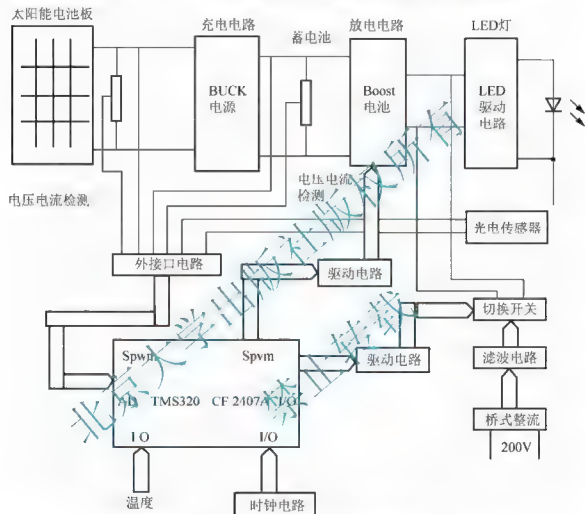 太阳能电池板
充电电路
放电电路
LED灯
蓄电池
BUCK
电源
Boost
电池
LED
驱动
电路
电压电流检测
电压电流
检测
光电传感器
外接口电路
驱动电路
切换开关
Spwm
Spvm
驱动电路
滤波电路
AD TMS320 CF 2407A I/O
桥式整流
I/O
I/O
200V
温度
时钟电路
北京大学出版社版权所有
禁止转载